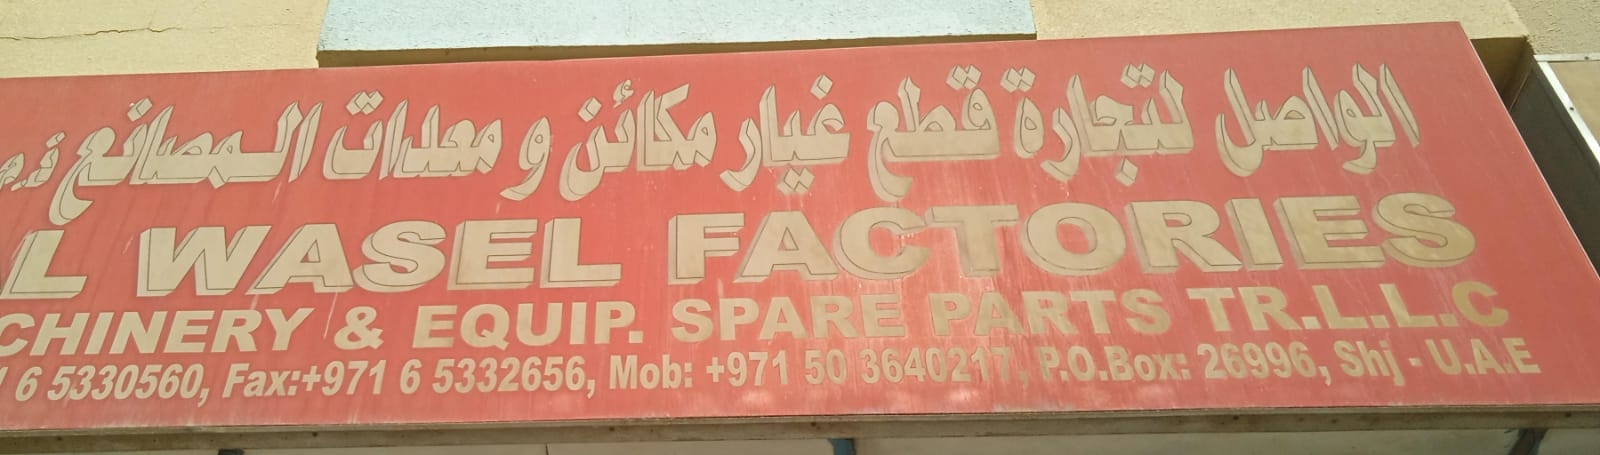 الواصل لتجارة قطع غيار مكائن و معدات المصانع ذ.م
L WASEL FACTORIES
CHINERY & EQUIP. SPARE PARTS TR.L.L.C
6 5330560, Fax:+971 6 5332656, Mob: +971 50 3640217, P.O.Box: 26996, Shj - U.A.E